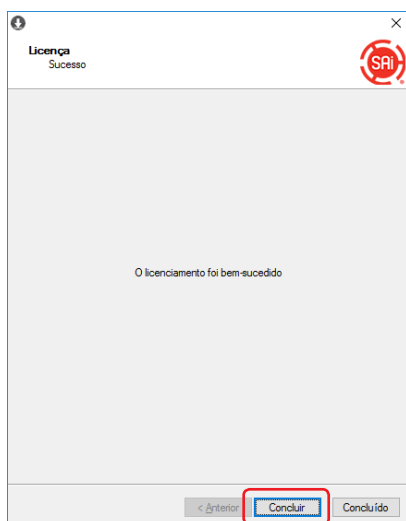 Licença
Sucesso
SAi
O licenciamento foi bem-sucedido
< Anterior
Concluir
Concluído